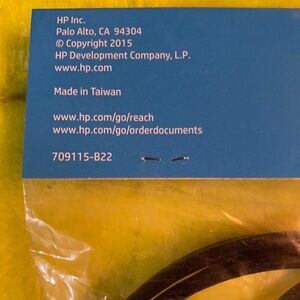 HP Inc.
Palo Alto, CA 94304
© Copyright 2015
HP Development Company, L.P.
www.hp.com
Made in Taiwan
www.hp.com/go/reach
www.hp.com/go/orderdocuments
709115-B22